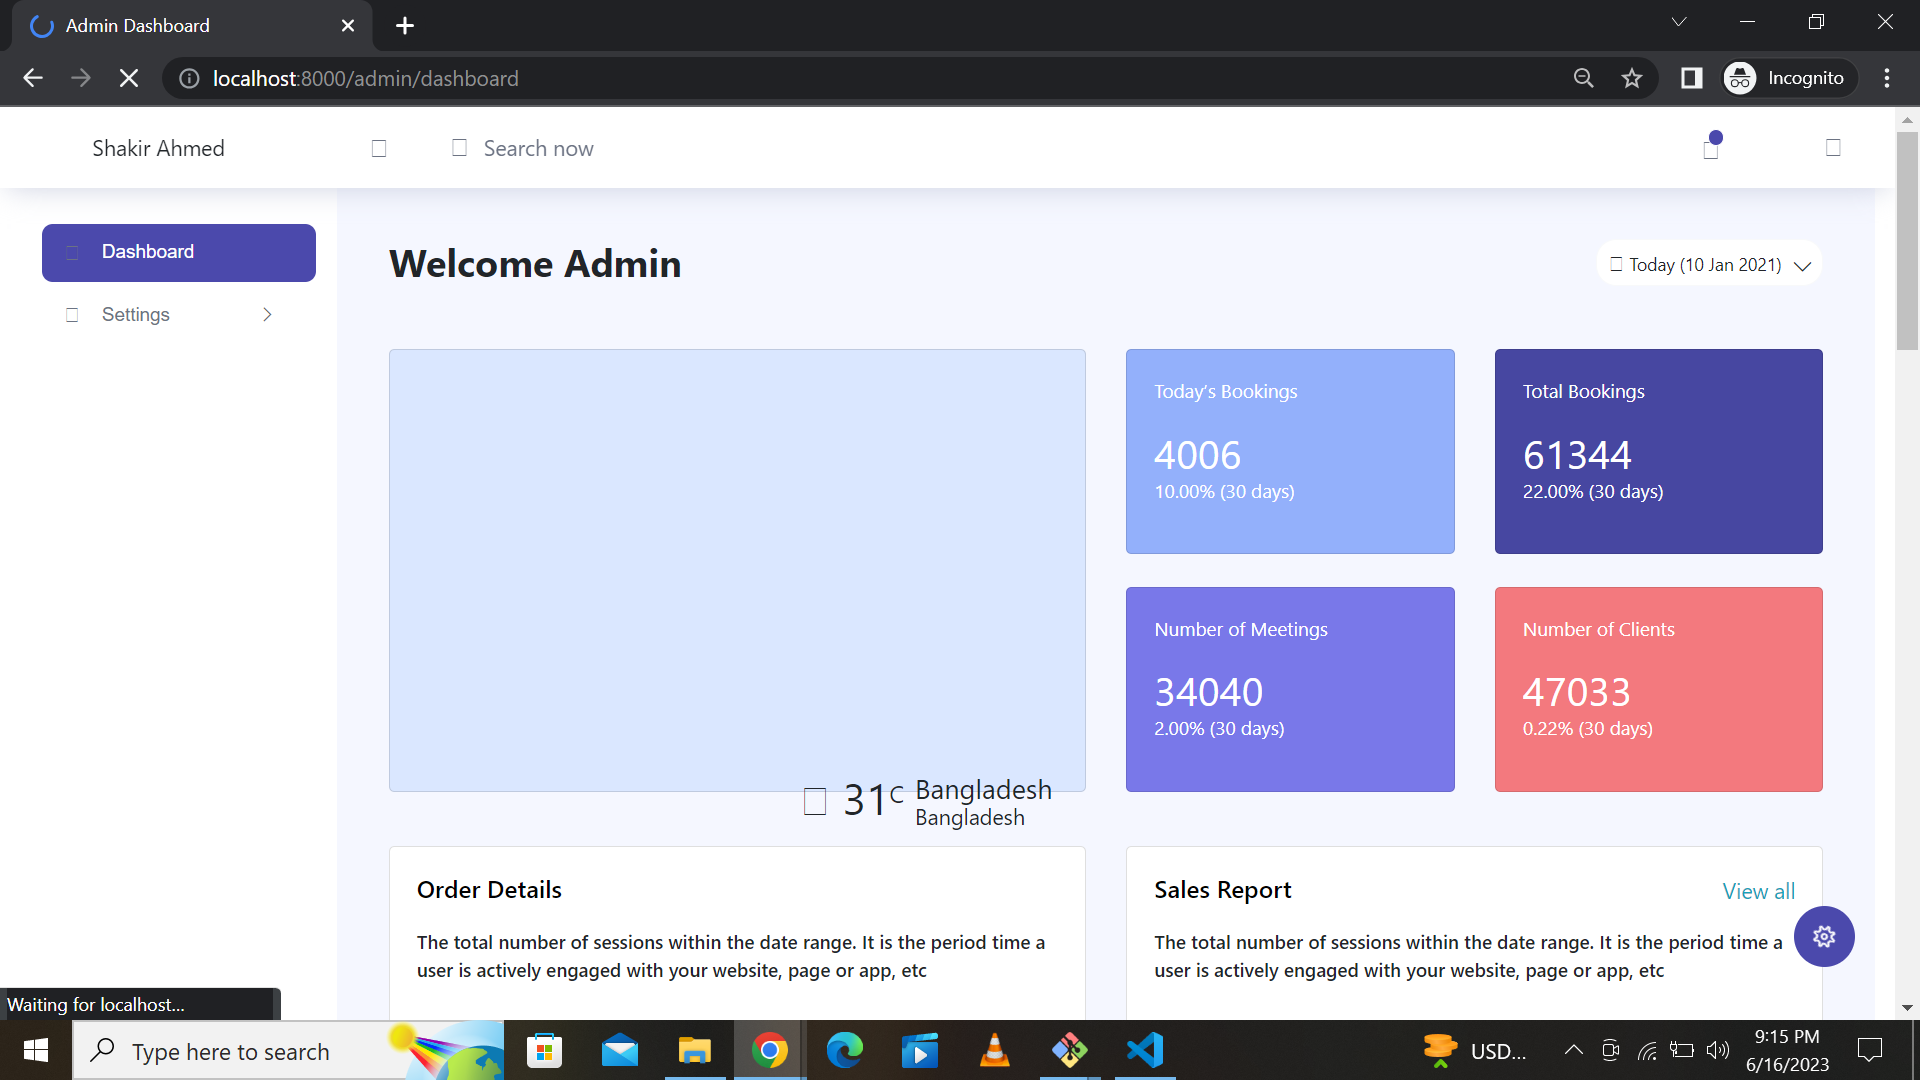 Admin Dashboard
localhost:8000/admin/dashboard
Incognito
Shakir Ahmed
Search now
Dashboard
Settings
Welcome Admin
Today (10 Jan 2021)
Today's Bookings
4006
10.00% (30 days)
Total Bookings
61344
22.00% (30 days)
Number of Meetings
34040
2.00% (30 days)
Number of Clients
47033
0.22% (30 days)
31C
Bangladesh
Bangladesh
Order Details
The total number of sessions within the date range. It is the period time a
user is actively engaged with your website, page or app, etc
Sales Report
View all
The total number of sessions within the date range. It is the period time a
user is actively engaged with your website, page or app, etc
Waiting for localhost...
Type here to search
USD...
9:15 PM
6/16/2023